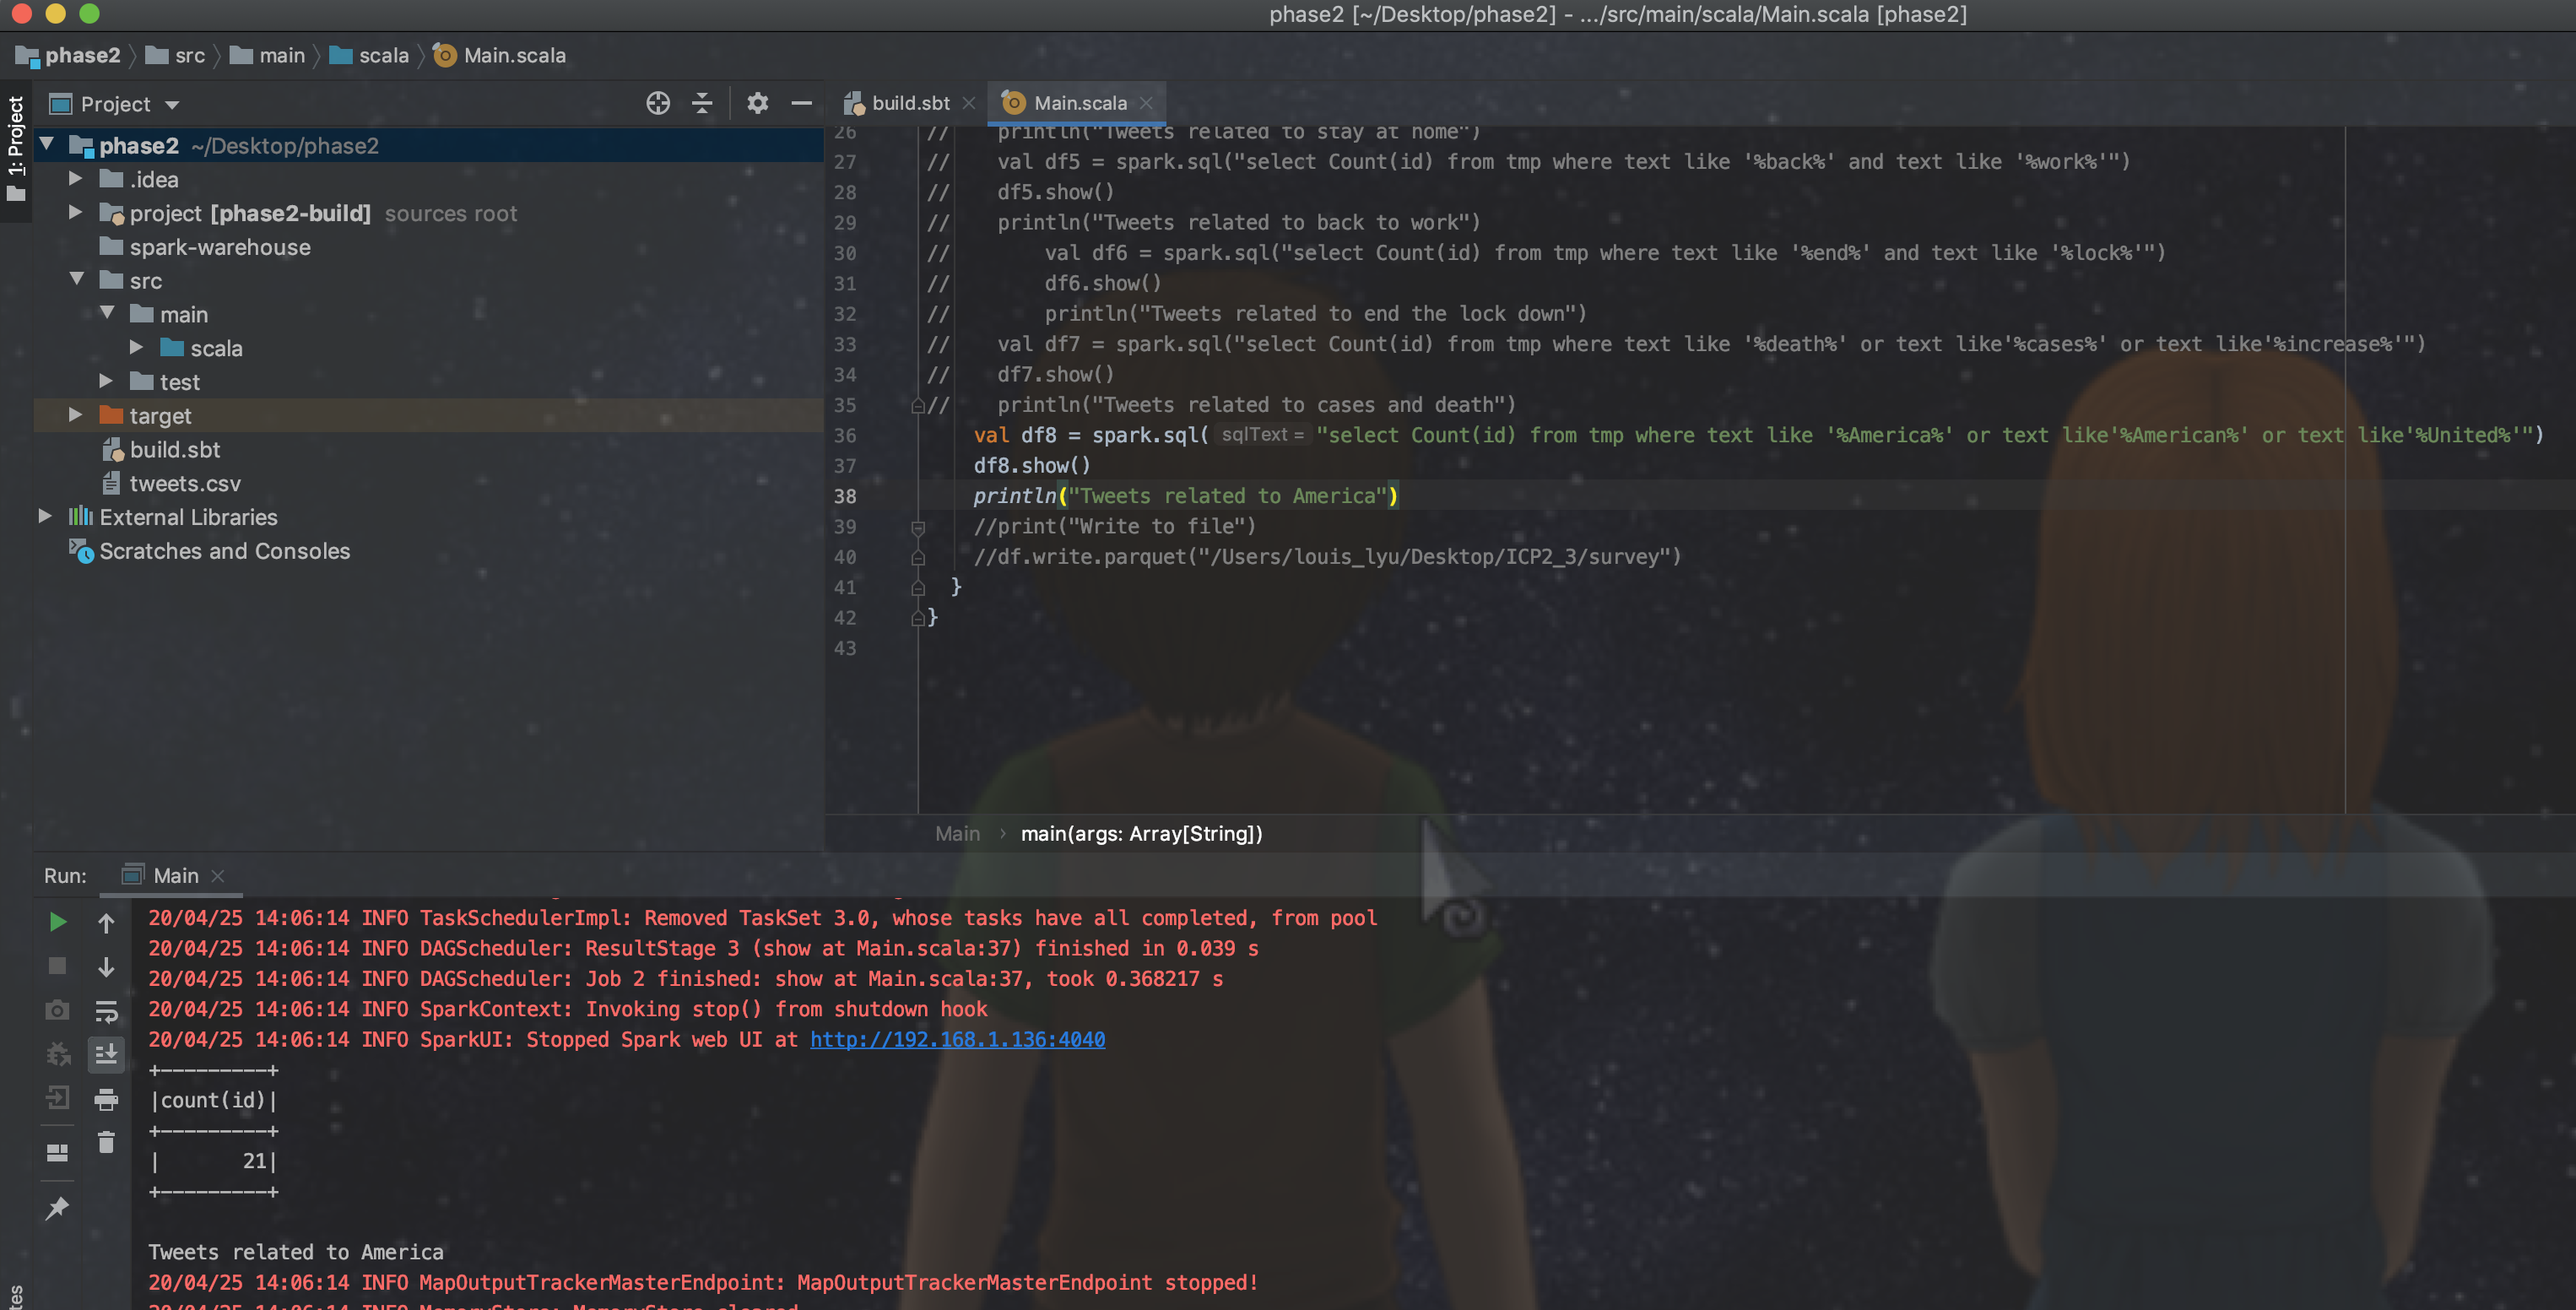 phase2 [~/Desktop/phase2] - .../src/main/scala/Main.scala [phase2]
phase2 src main scala Main.scala
1: Project
Project
phase2 ~/Desktop/phase2
.idea
project [phase2-build] sources root
spark-warehouse
src
main
scala
test
target
build.sbt
tweets.csv
External Libraries
Scratches and Consoles
build.sbt Main.scala
26 // println("Tweets related to stay at home")
27 // val df5 = spark.sql("select Count(id) from tmp where text like '%back%' and text like '%work%'")
28 // df5.show()
29 // println("Tweets related to back to work")
30 // val df6 = spark.sql("select Count(id) from tmp where text like '%end%' and text like '%lock%'")
31 // df6.show()
32 // println("Tweets related to end the lock down")
33 // val df7 = spark.sql("select Count(id) from tmp where text like '%death%' or text like'%cases%' or text like'%increase%'")
34 // df7.show()
35 // println("Tweets related to cases and death")
36 val df8 = spark.sql( sqlText = "select Count(id) from tmp where text like '%America%' or text like'%American%' or text like'%United%'")
37 df8.show()
38 println("Tweets related to America")
39 //print("Write to file")
40 //df.write.parquet("/Users/louis_lyu/Desktop/ICP2_3/survey")
41 }
42 }
43
Main › main(args: Array[String])
Run: Main
20/04/25 14:06:14 INFO TaskSchedulerImpl: Removed TaskSet 3.0, whose tasks have all completed, from pool
20/04/25 14:06:14 INFO DAGScheduler: ResultStage 3 (show at Main.scala:37) finished in 0.039 s
20/04/25 14:06:14 INFO DAGScheduler: Job 2 finished: show at Main.scala:37, took 0.368217 s
20/04/25 14:06:14 INFO SparkContext: Invoking stop() from shutdown hook
20/04/25 14:06:14 INFO SparkUI: Stopped Spark web UI at http://192.168.1.136:4040
+---------+
|count(id)|
+---------+
|       21|
+---------+
Tweets related to America
20/04/25 14:06:14 INFO MapOutputTrackerMasterEndpoint: MapOutputTrackerMasterEndpoint stopped!
20/04/25 14:06:14 INFO MemoryStore: MemoryStore cleared